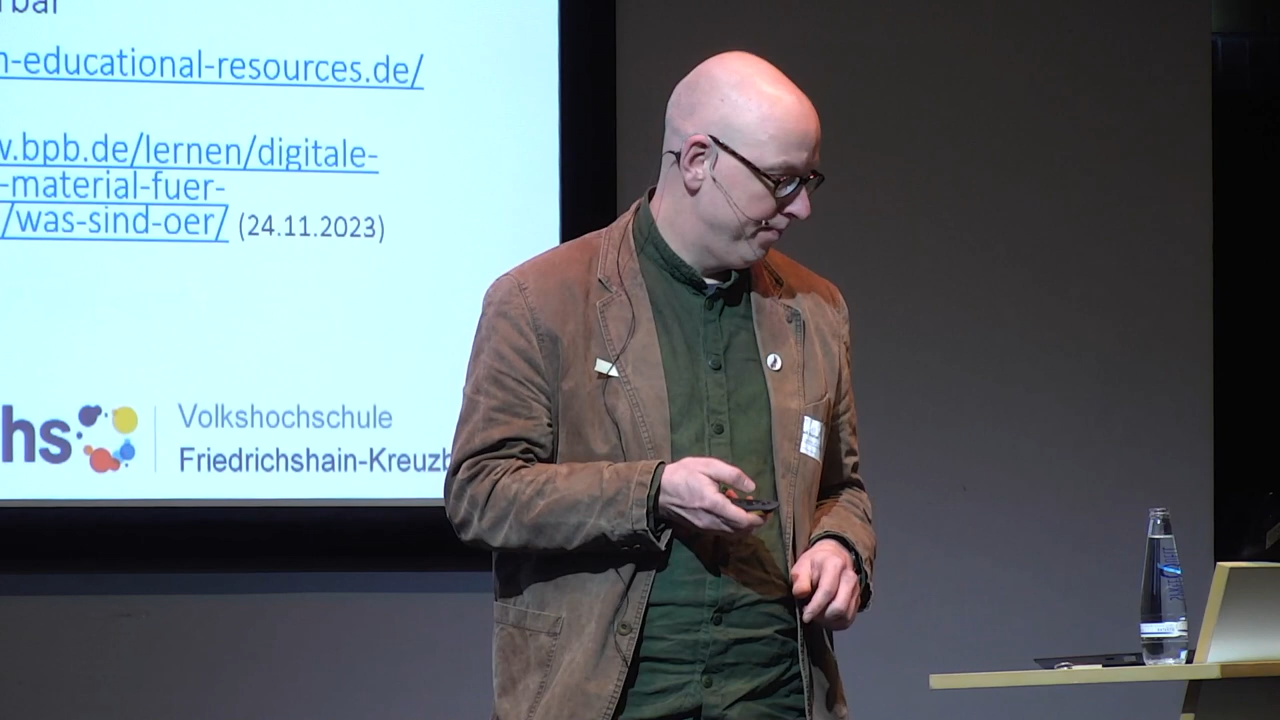 rbar
n-educational-resources.de/
w.bpb.de/lernen/digitale-
-material-fuer-
/was-sind-oer/ (24.11.2023)
hs
Volkshochschule
Friedrichshain-Kreuzb